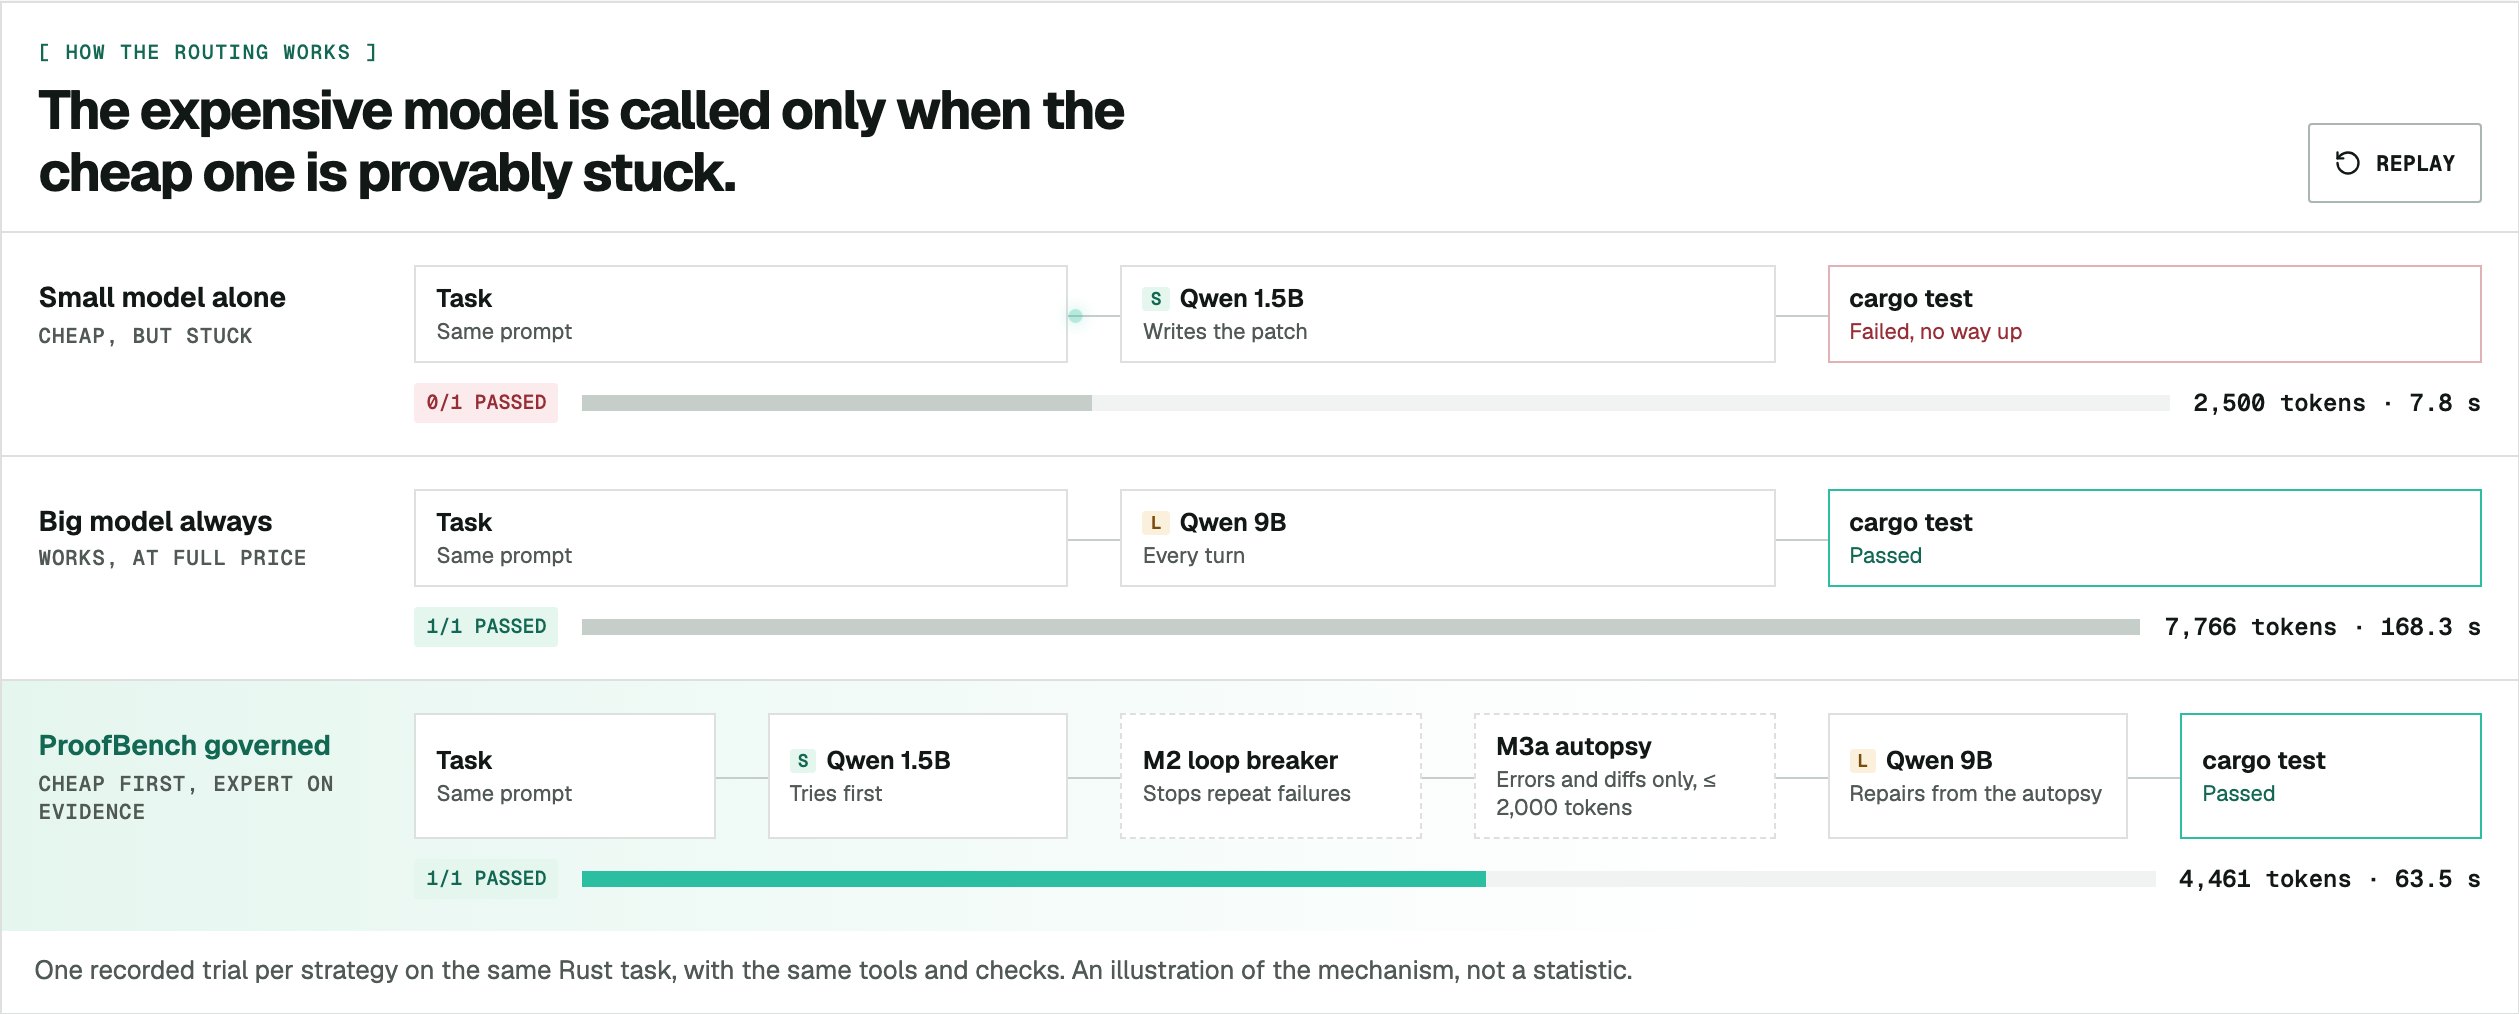 [ HOW THE ROUTING WORKS ]
The expensive model is called only when the
cheap one is provably stuck.
REPLAY
Small model alone
CHEAP, BUT STUCK
Task
Same prompt
S Qwen 1.5B
Writes the patch
cargo test
Failed, no way up
0/1 PASSED
2,500 tokens · 7.8 s
Big model always
WORKS, AT FULL PRICE
Task
Same prompt
L Qwen 9B
Every turn
cargo test
Passed
1/1 PASSED
7,766 tokens · 168.3 s
ProofBench governed
CHEAP FIRST, EXPERT ON
EVIDENCE
Task
Same prompt
S Qwen 1.5B
Tries first
M2 loop breaker
Stops repeat failures
M3a autopsy
Errors and diffs only, ≤
2,000 tokens
L Qwen 9B
Repairs from the autopsy
cargo test
Passed
1/1 PASSED
4,461 tokens · 63.5 s
One recorded trial per strategy on the same Rust task, with the same tools and checks. An illustration of the mechanism, not a statistic.